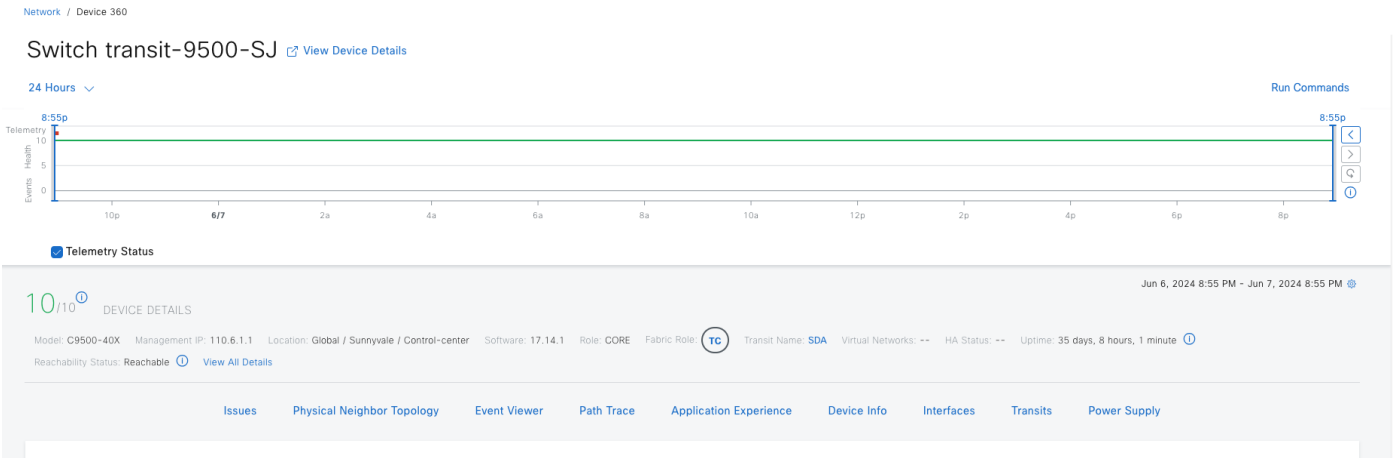 Network / Device 360
Switch transit-9500-SJ View Device Details
24 Hours Run Commands
8:55p 8:55p
Telemetry
10
Health
5
Events
0
10p 6/7 2a 4a 6a 8a 10a 12p 2p 4p 6p 8p
Telemetry Status
Jun 6, 2024 8:55 PM - Jun 7, 2024 8:55 PM
10/10 DEVICE DETAILS
Model: C9500-40X Management IP: 110.6.1.1 Location: Global / Sunnyvale / Control-center Software: 17.14.1 Role: CORE Fabric Role: TC Transit Name: SDA Virtual Networks: -- HA Status: -- Uptime: 35 days, 8 hours, 1 minute
Reachability Status: Reachable View All Details
Issues Physical Neighbor Topology Event Viewer Path Trace Application Experience Device Info Interfaces Transits Power Supply